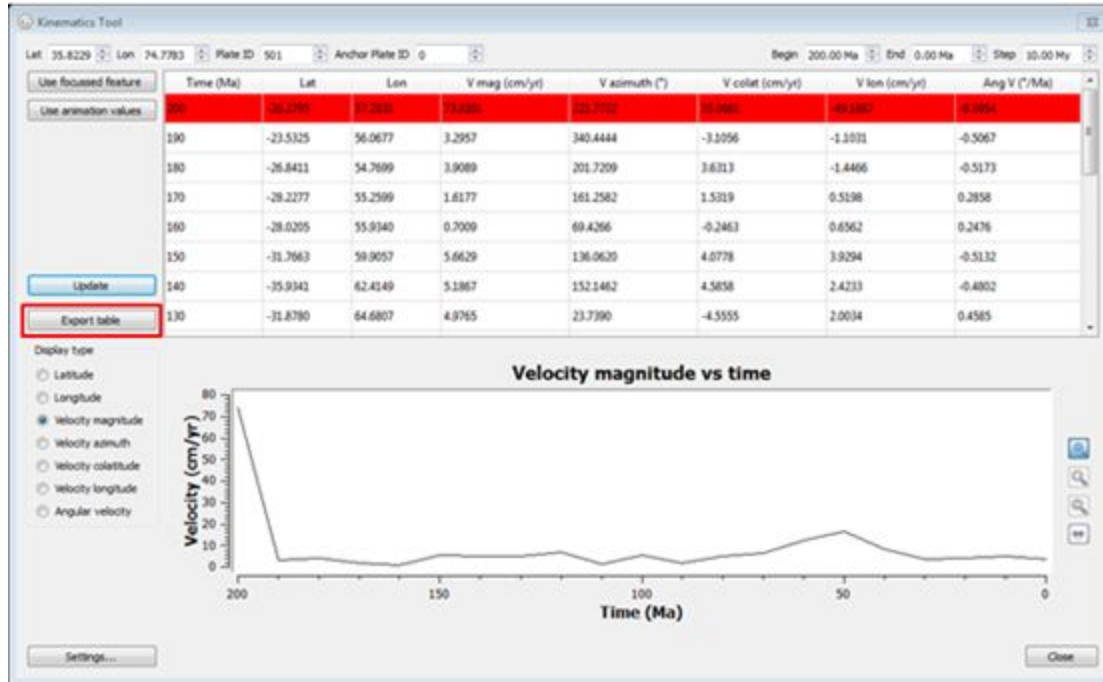 Kinematics Tool
Lat 35.8229 Lon 74.7783 Plate ID 501 Anchor Plate ID 0 Begin 200.00 Ma End 0.00 Ma Step 10.00 My
Use focussed feature
Use animation values
Time (Ma) Lat Lon V mag (cm/yr) V azimuth (°) V colat (cm/yr) V lon (cm/yr) Ang V (°/Ma)
200
190 -23.5325 56.0677 3.2957 340.4444 -3.1056 -1.1031 -0.5067
180 -26.8411 54.7699 3.9089 201.7209 3.6313 -1.4466 -0.5173
170 -28.2277 55.2599 1.6177 161.2582 1.5319 0.5198 0.2858
160 -28.0205 55.9340 0.7009 69.4266 -0.2463 0.6562 0.2476
150 -31.7663 59.9057 5.6629 136.0620 4.0778 3.9294 -0.5132
140 -35.9341 62.4149 5.1867 152.1462 4.5858 2.4233 -0.4802
130 -31.8780 64.6807 4.9765 23.7390 -4.5555 2.0034 0.4585
Update
Export table
Display type
Latitude
Longitude
Velocity magnitude
Velocity azimuth
Velocity colatitude
Velocity longitude
Angular velocity
Velocity magnitude vs time
Velocity (cm/yr)
80
70
60
50
40
30
20
10
0
200 150 100 50 0
Time (Ma)
Settings...
Close